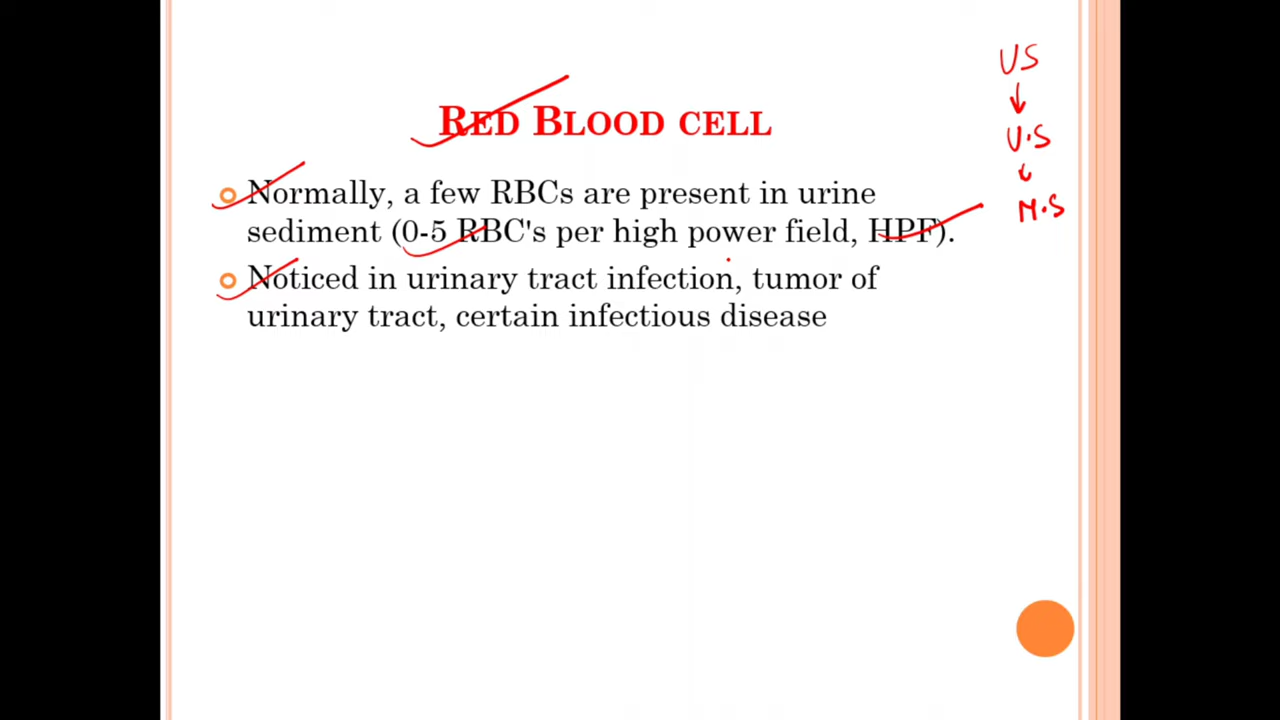 RED BLOOD CELL
Normally, a few RBCs are present in urine
sediment (0-5 RBC's per high power field, HPF).
Noticed in urinary tract infection, tumor of
urinary tract, certain infectious disease
US
U.S
M.S